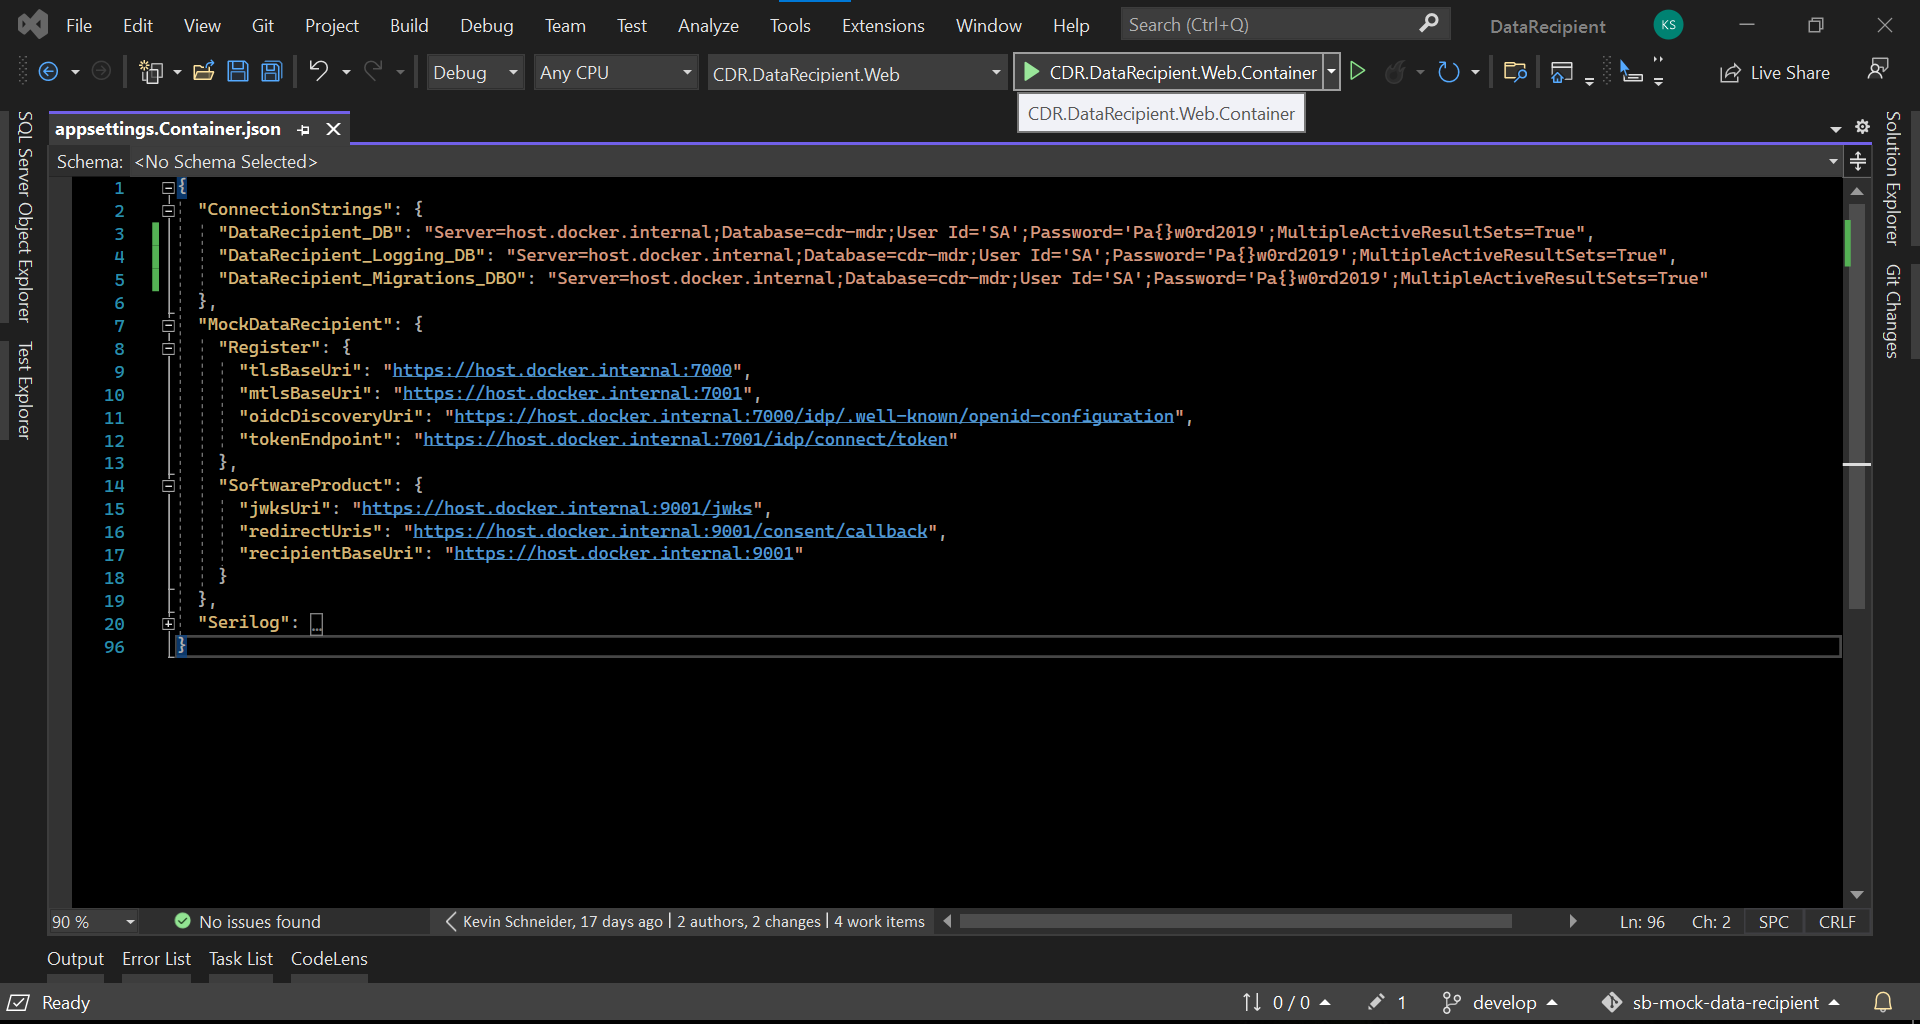 File Edit View Git Project Build Debug Team Test Analyze Tools Extensions Window Help Search (Ctrl+Q) DataRecipient KS
Debug Any CPU CDR.DataRecipient.Web CDR.DataRecipient.Web.Container Live Share
CDR.DataRecipient.Web.Container
SQL Server Object Explorer
Test Explorer
appsettings.Container.json
Schema: <No Schema Selected>
1 {
2 "ConnectionStrings": {
3 "DataRecipient_DB": "Server=host.docker.internal;Database=cdr-mdr;User Id='SA';Password='Pa{}w0rd2019';MultipleActiveResultSets=True",
4 "DataRecipient_Logging_DB": "Server=host.docker.internal;Database=cdr-mdr;User Id='SA';Password='Pa{}w0rd2019';MultipleActiveResultSets=True",
5 "DataRecipient_Migrations_DBO": "Server=host.docker.internal;Database=cdr-mdr;User Id='SA';Password='Pa{}w0rd2019';MultipleActiveResultSets=True"
6 },
7 "MockDataRecipient": {
8 "Register": {
9 "tlsBaseUri": "https://host.docker.internal:7000",
10 "mtlsBaseUri": "https://host.docker.internal:7001",
11 "oidcDiscoveryUri": "https://host.docker.internal:7000/idp/.well-known/openid-configuration",
12 "tokenEndpoint": "https://host.docker.internal:7001/idp/connect/token"
13 },
14 "SoftwareProduct": {
15 "jwksUri": "https://host.docker.internal:9001/jwks",
16 "redirectUris": "https://host.docker.internal:9001/consent/callback",
17 "recipientBaseUri": "https://host.docker.internal:9001"
18 }
19 },
20 "Serilog": ...
96 }
Solution Explorer
Git Changes
90 % No issues found Kevin Schneider, 17 days ago | 2 authors, 2 changes | 4 work items Ln: 96 Ch: 2 SPC CRLF
Output Error List Task List CodeLens
Ready 0 / 0 1 develop sb-mock-data-recipient